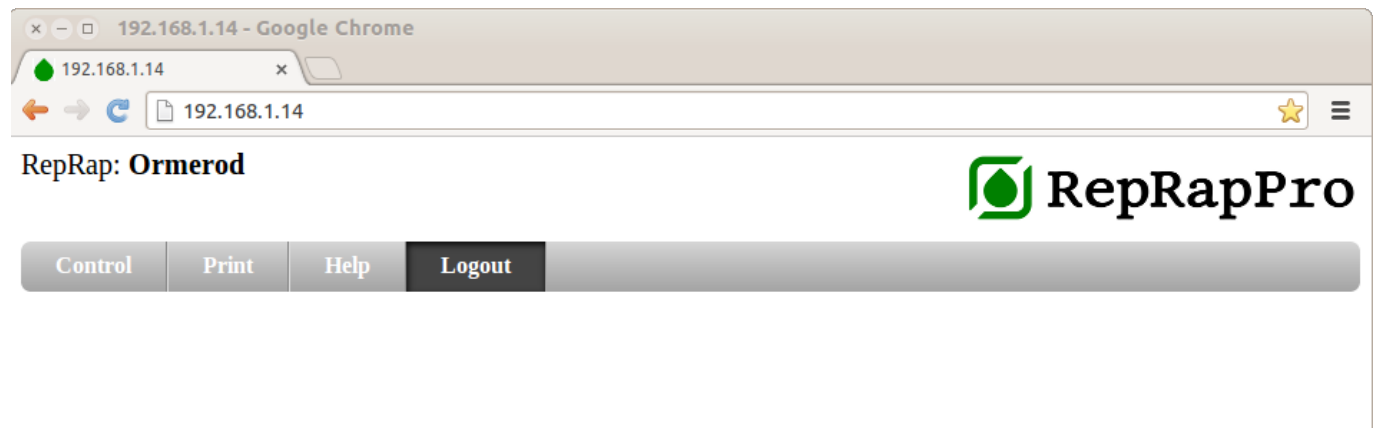 192.168.1.14 - Google Chrome
192.168.1.14
192.168.1.14
RepRap: Ormerod
RepRapPro
Control Print Help Logout